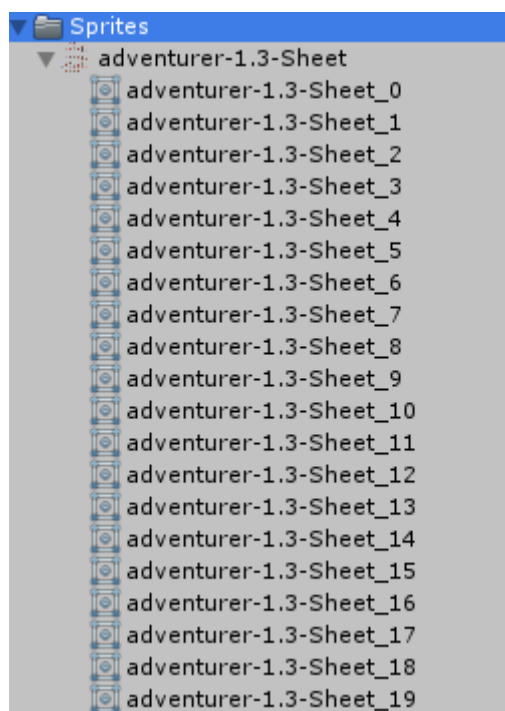 Sprites
adventurer-1.3-Sheet
adventurer-1.3-Sheet_0
adventurer-1.3-Sheet_1
adventurer-1.3-Sheet_2
adventurer-1.3-Sheet_3
adventurer-1.3-Sheet_4
adventurer-1.3-Sheet_5
adventurer-1.3-Sheet_6
adventurer-1.3-Sheet_7
adventurer-1.3-Sheet_8
adventurer-1.3-Sheet_9
adventurer-1.3-Sheet_10
adventurer-1.3-Sheet_11
adventurer-1.3-Sheet_12
adventurer-1.3-Sheet_13
adventurer-1.3-Sheet_14
adventurer-1.3-Sheet_15
adventurer-1.3-Sheet_16
adventurer-1.3-Sheet_17
adventurer-1.3-Sheet_18
adventurer-1.3-Sheet_19